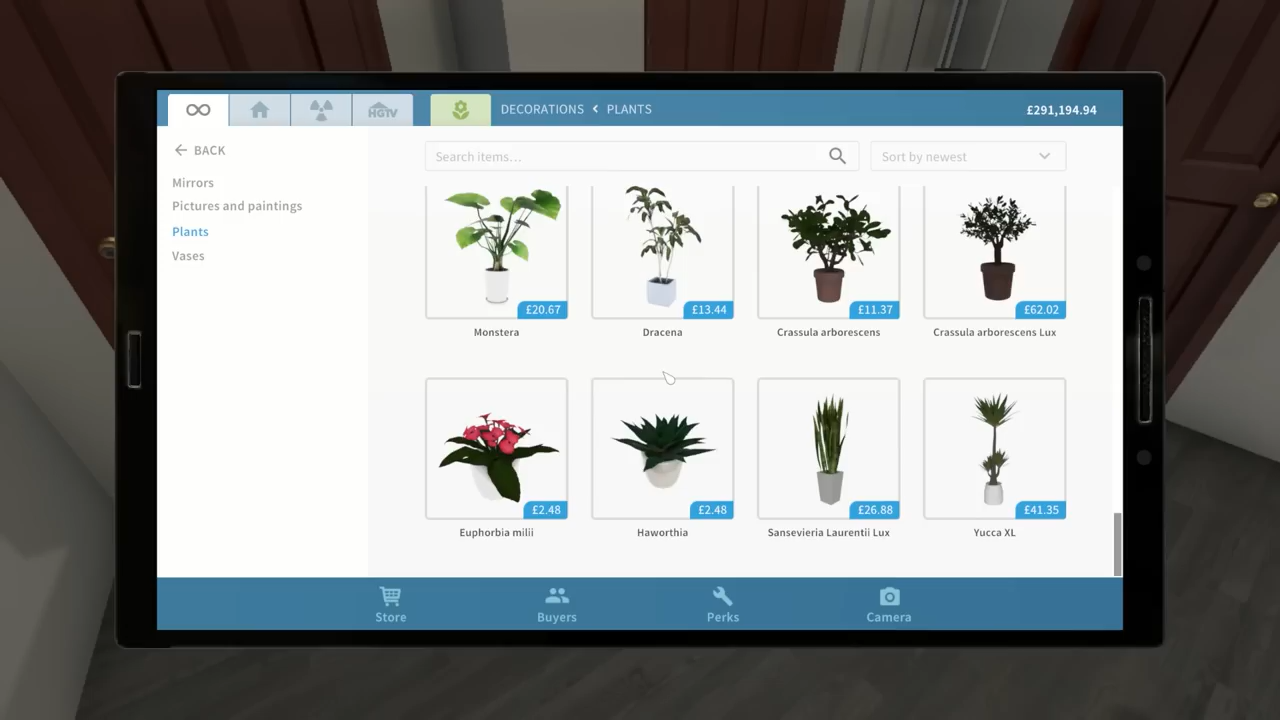 HGTV
DECORATIONS < PLANTS
£291,194.94
BACK
Mirrors
Pictures and paintings
Plants
Vases
Search items...
Sort by newest
£20.67
£13.44
£11.37
£62.02
Monstera
Dracena
Crassula arborescens
Crassula arborescens Lux
£2.48
£2.48
£26.88
£41.35
Euphorbia milii
Haworthia
Sansevieria Laurentii Lux
Yucca XL
Store
Buyers
Perks
Camera